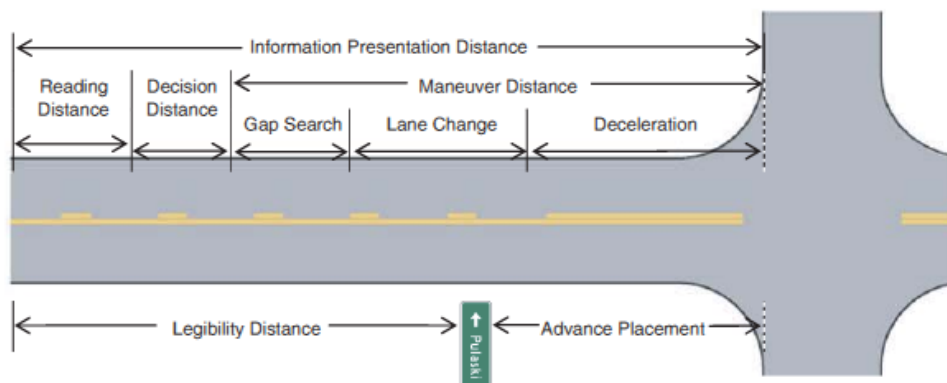 Information Presentation Distance
Reading
Distance
Decision
Distance
Maneuver Distance
Gap Search
Lane Change
Deceleration
Legibility Distance
Pulaski
Advance Placement